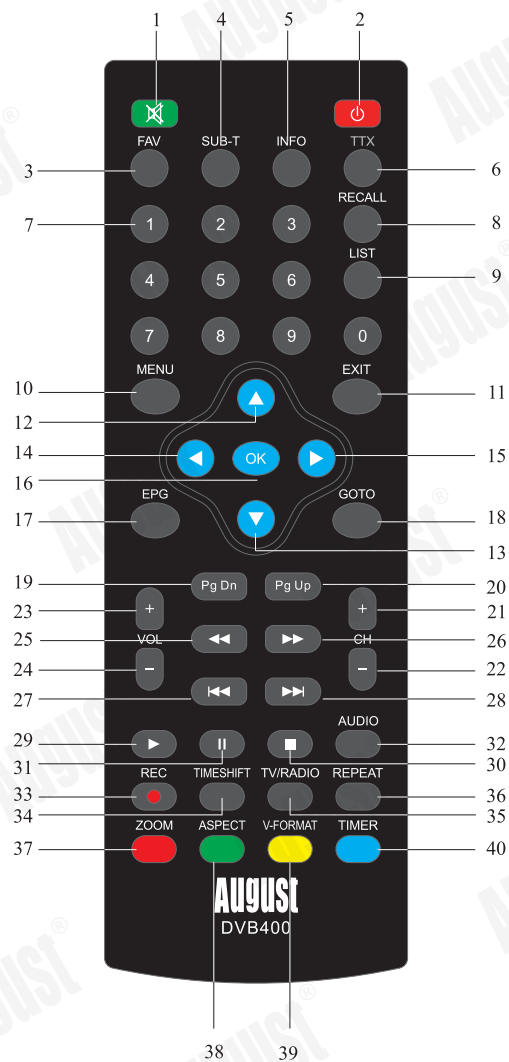 1 4 5 2
FAV SUB-T INFO TTX
3 6
RECALL
7 1 2 3 8
LIST
4 5 6 9
7 8 9 0
MENU EXIT
10 11
12
14 OK 15
16
EPG GOTO
17 18
13
19 Pg Dn Pg Up 20
23 + + 21
25 VOL CH 26
24 − − 22
27 28
AUDIO
29 32
31 30
REC TIMESHIFT TV/RADIO REPEAT
33 36
34 35
ZOOM ASPECT V-FORMAT TIMER
37 40
August
DVB400
38 39
August®